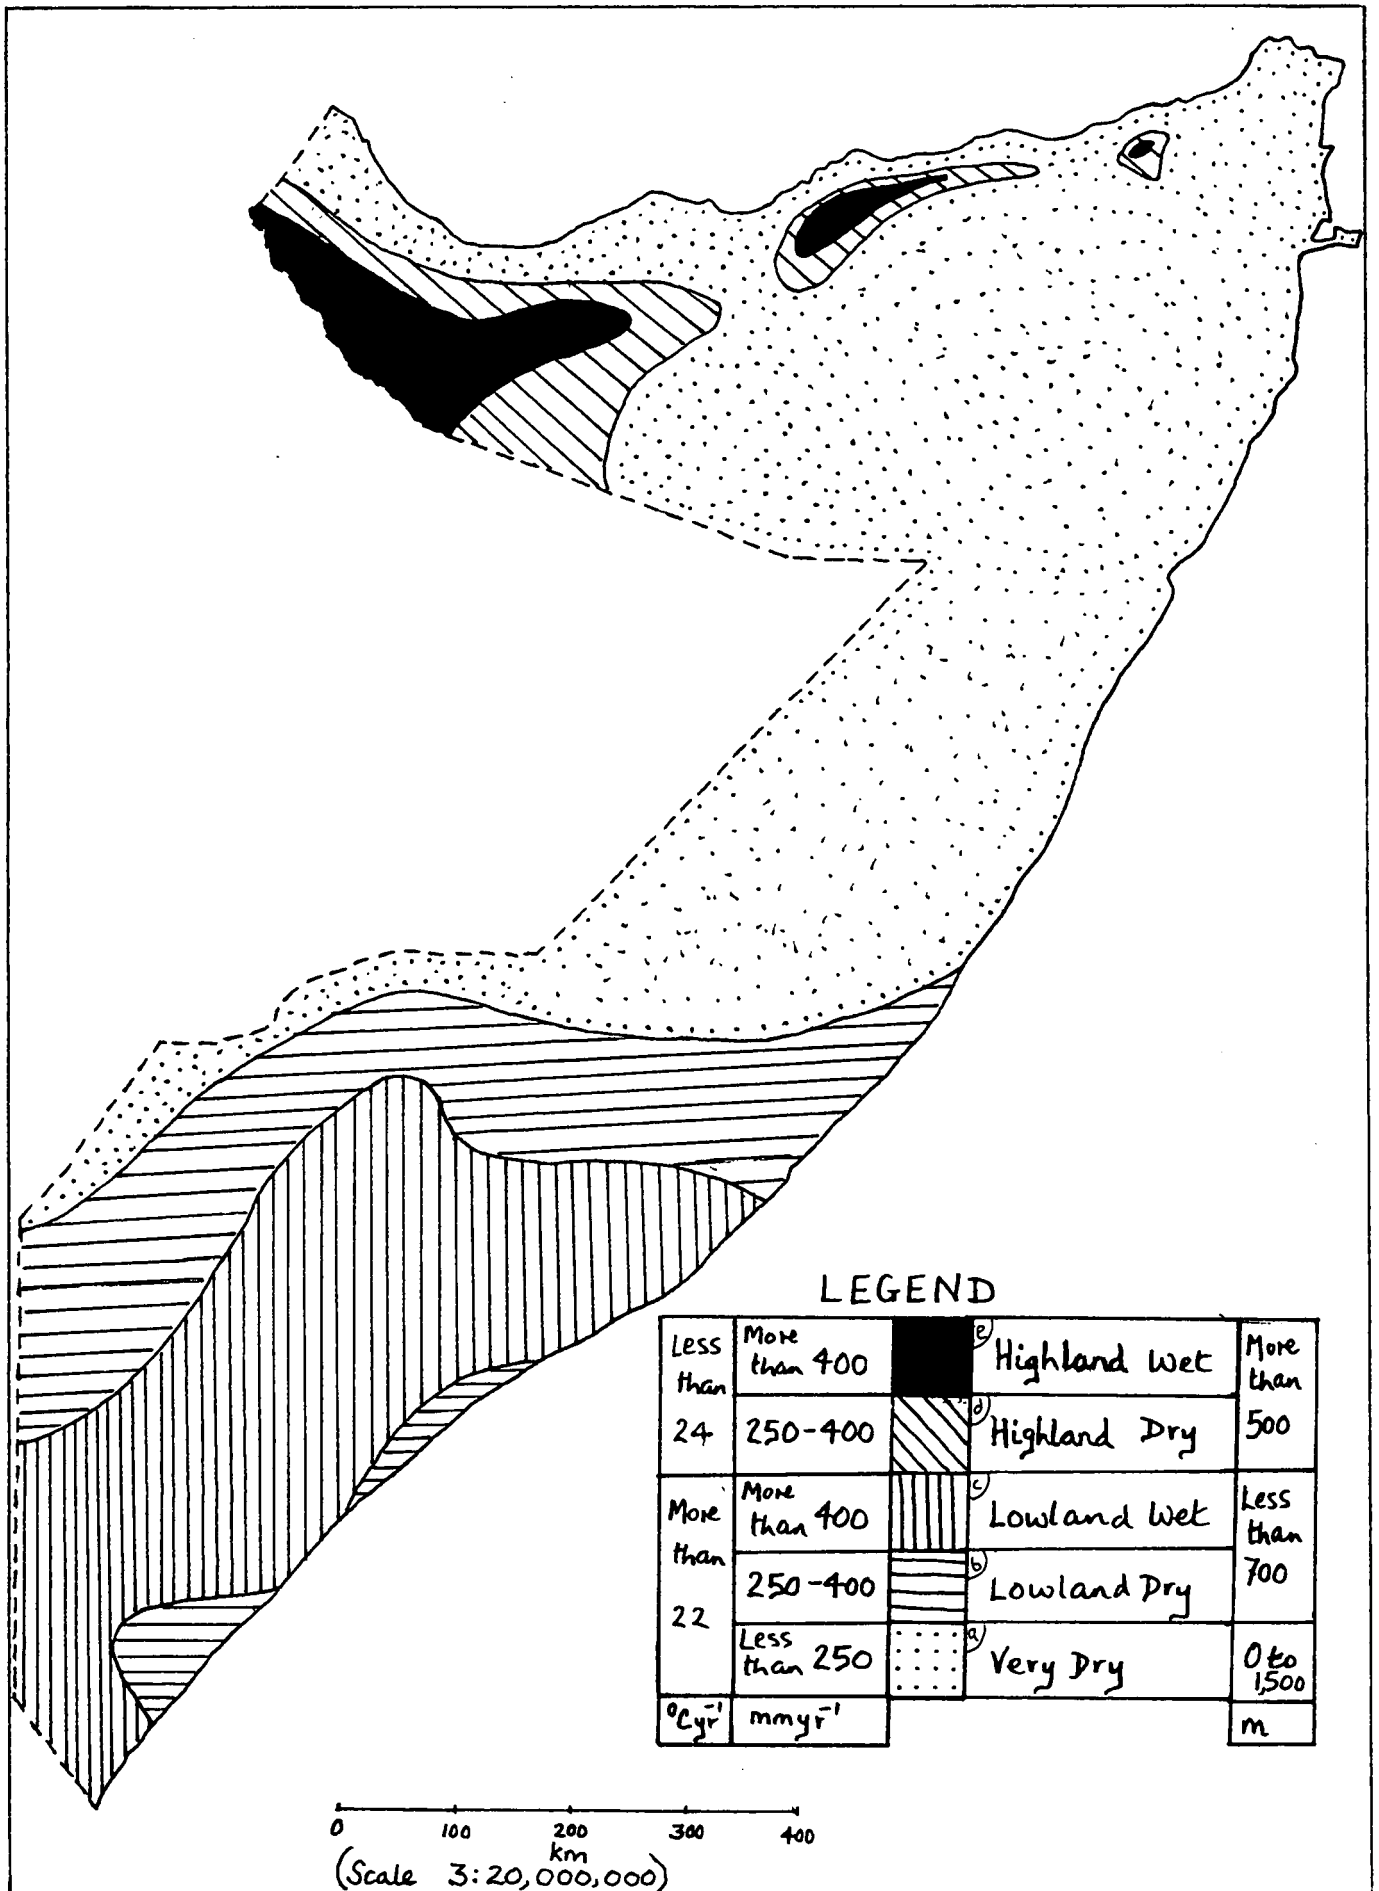 LEGEND
Less
than
24
More
than 400
e)
Highland Wet
More
than
500
250-400
d)
Highland Dry
More
than
22
More
than 400
c)
Lowland Wet
Less
than
700
250-400
b)
Lowland Dry
Less
than 250
a)
Very Dry
0 to
1,500
°Cyr⁻¹
mmyr⁻¹
m
0 100 200 300 400
km
(Scale 3:20,000,000)